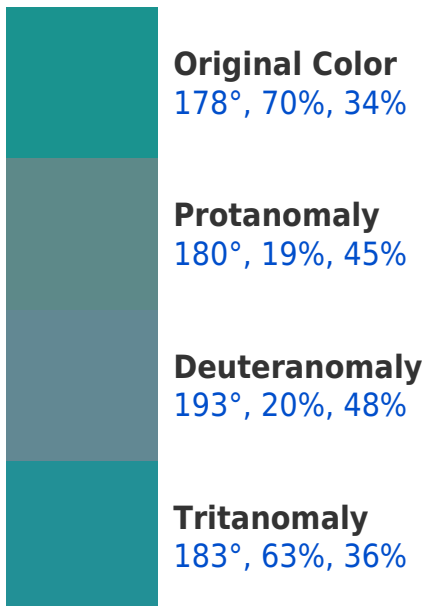 Original Color
178°, 70%, 34%
Protanomaly
180°, 19%, 45%
Deuteranomaly
193°, 20%, 48%
Tritanomaly
183°, 63%, 36%